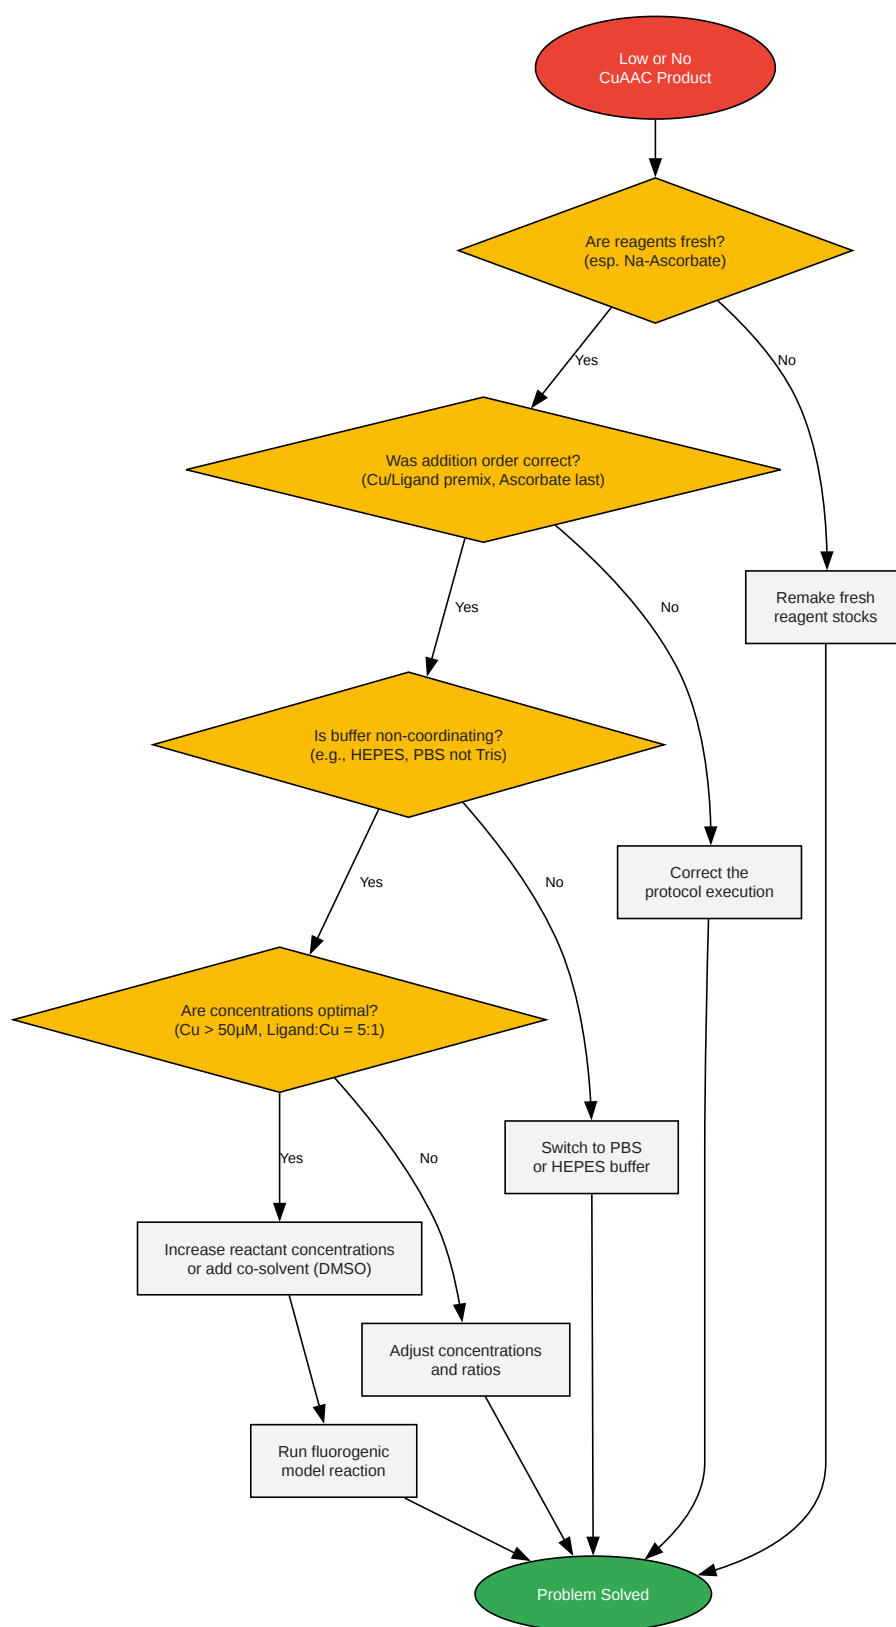 Low or No
CuAAC Product
Are reagents fresh?
(esp. Na-Ascorbate)
Yes
No
Was addition order correct?
(Cu/Ligand premix, Ascorbate last)
Remake fresh
reagent stocks
Yes
No
Is buffer non-coordinating?
(e.g., HEPES, PBS not Tris)
Correct the
protocol execution
Yes
No
Are concentrations optimal?
(Cu > 50µM, Ligand:Cu = 5:1)
Switch to PBS
or HEPES buffer
Yes
No
Increase reactant concentrations
or add co-solvent (DMSO)
Adjust concentrations
and ratios
Run fluorogenic
model reaction
Problem Solved